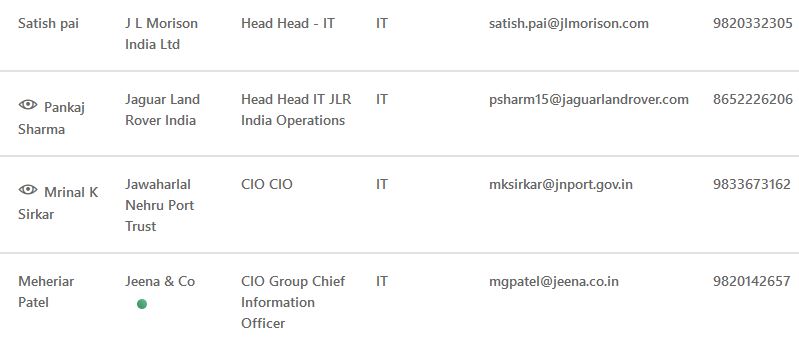 Satish pai J L Morison Head Head - IT IT satish.pai@jlmorison.com 9820332305
India Ltd
Pankaj Jaguar Land Head Head IT JLR IT psharm15@jaguarlandrover.com 8652226206
Sharma Rover India India Operations
Mrinal K Jawaharlal CIO CIO IT mksirkar@jnport.gov.in 9833673162
Sirkar Nehru Port
Trust
Meheriar Jeena & Co CIO Group Chief IT mgpatel@jeena.co.in 9820142657
Patel Information
Officer